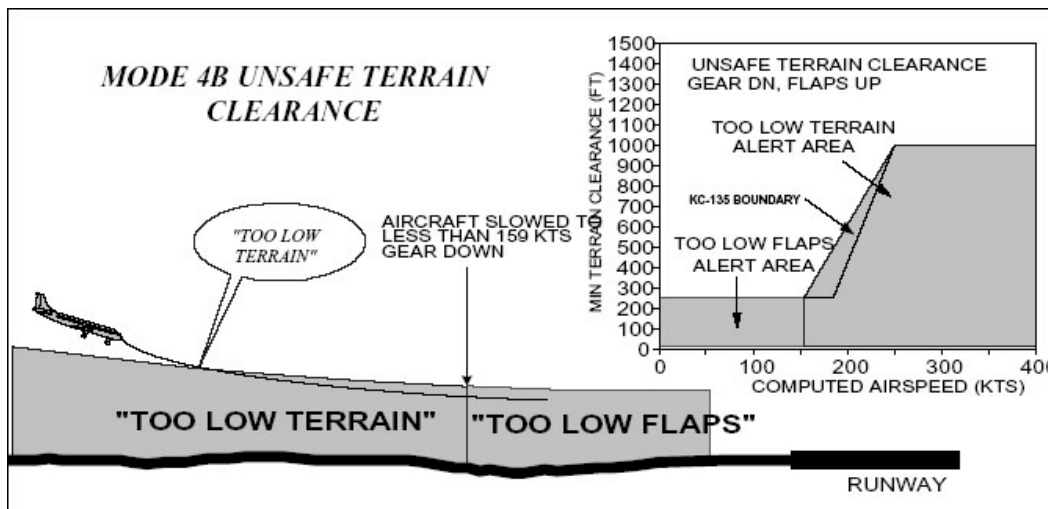 MODE 4B UNSAFE TERRAIN
CLEARANCE
"TOO LOW
TERRAIN"
AIRCRAFT SLOWED TO
LESS THAN 159 KTS
GEAR DOWN
"TOO LOW TERRAIN"
"TOO LOW FLAPS"
RUNWAY
MIN TERRAIN CLEARANCE (FT)
1500
1400
1300
1200
1100
1000
900
800
700
600
500
400
300
200
100
0
UNSAFE TERRAIN CLEARANCE
GEAR DN, FLAPS UP
TOO LOW TERRAIN
ALERT AREA
KC-135 BOUNDARY
TOO LOW FLAPS
ALERT AREA
0 100 200 300 400
COMPUTED AIRSPEED (KTS)